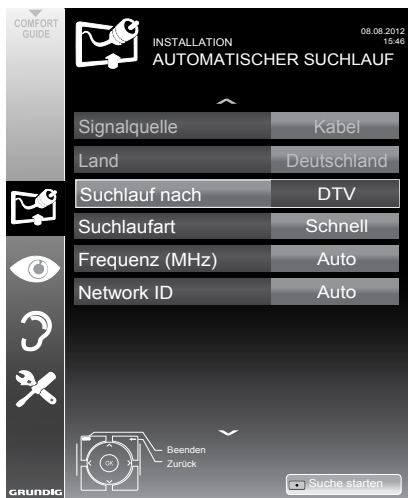 COMFORT
GUIDE
INSTALLATION
AUTOMATISCHER SUCHLAUF
08.08.2012
15:46
Signalquelle Kabel
Land Deutschland
Suchlauf nach DTV
Suchlaufart Schnell
Frequenz (MHz) Auto
Network ID Auto
OK
Beenden
Zurück
Suche starten
GRUNDIG